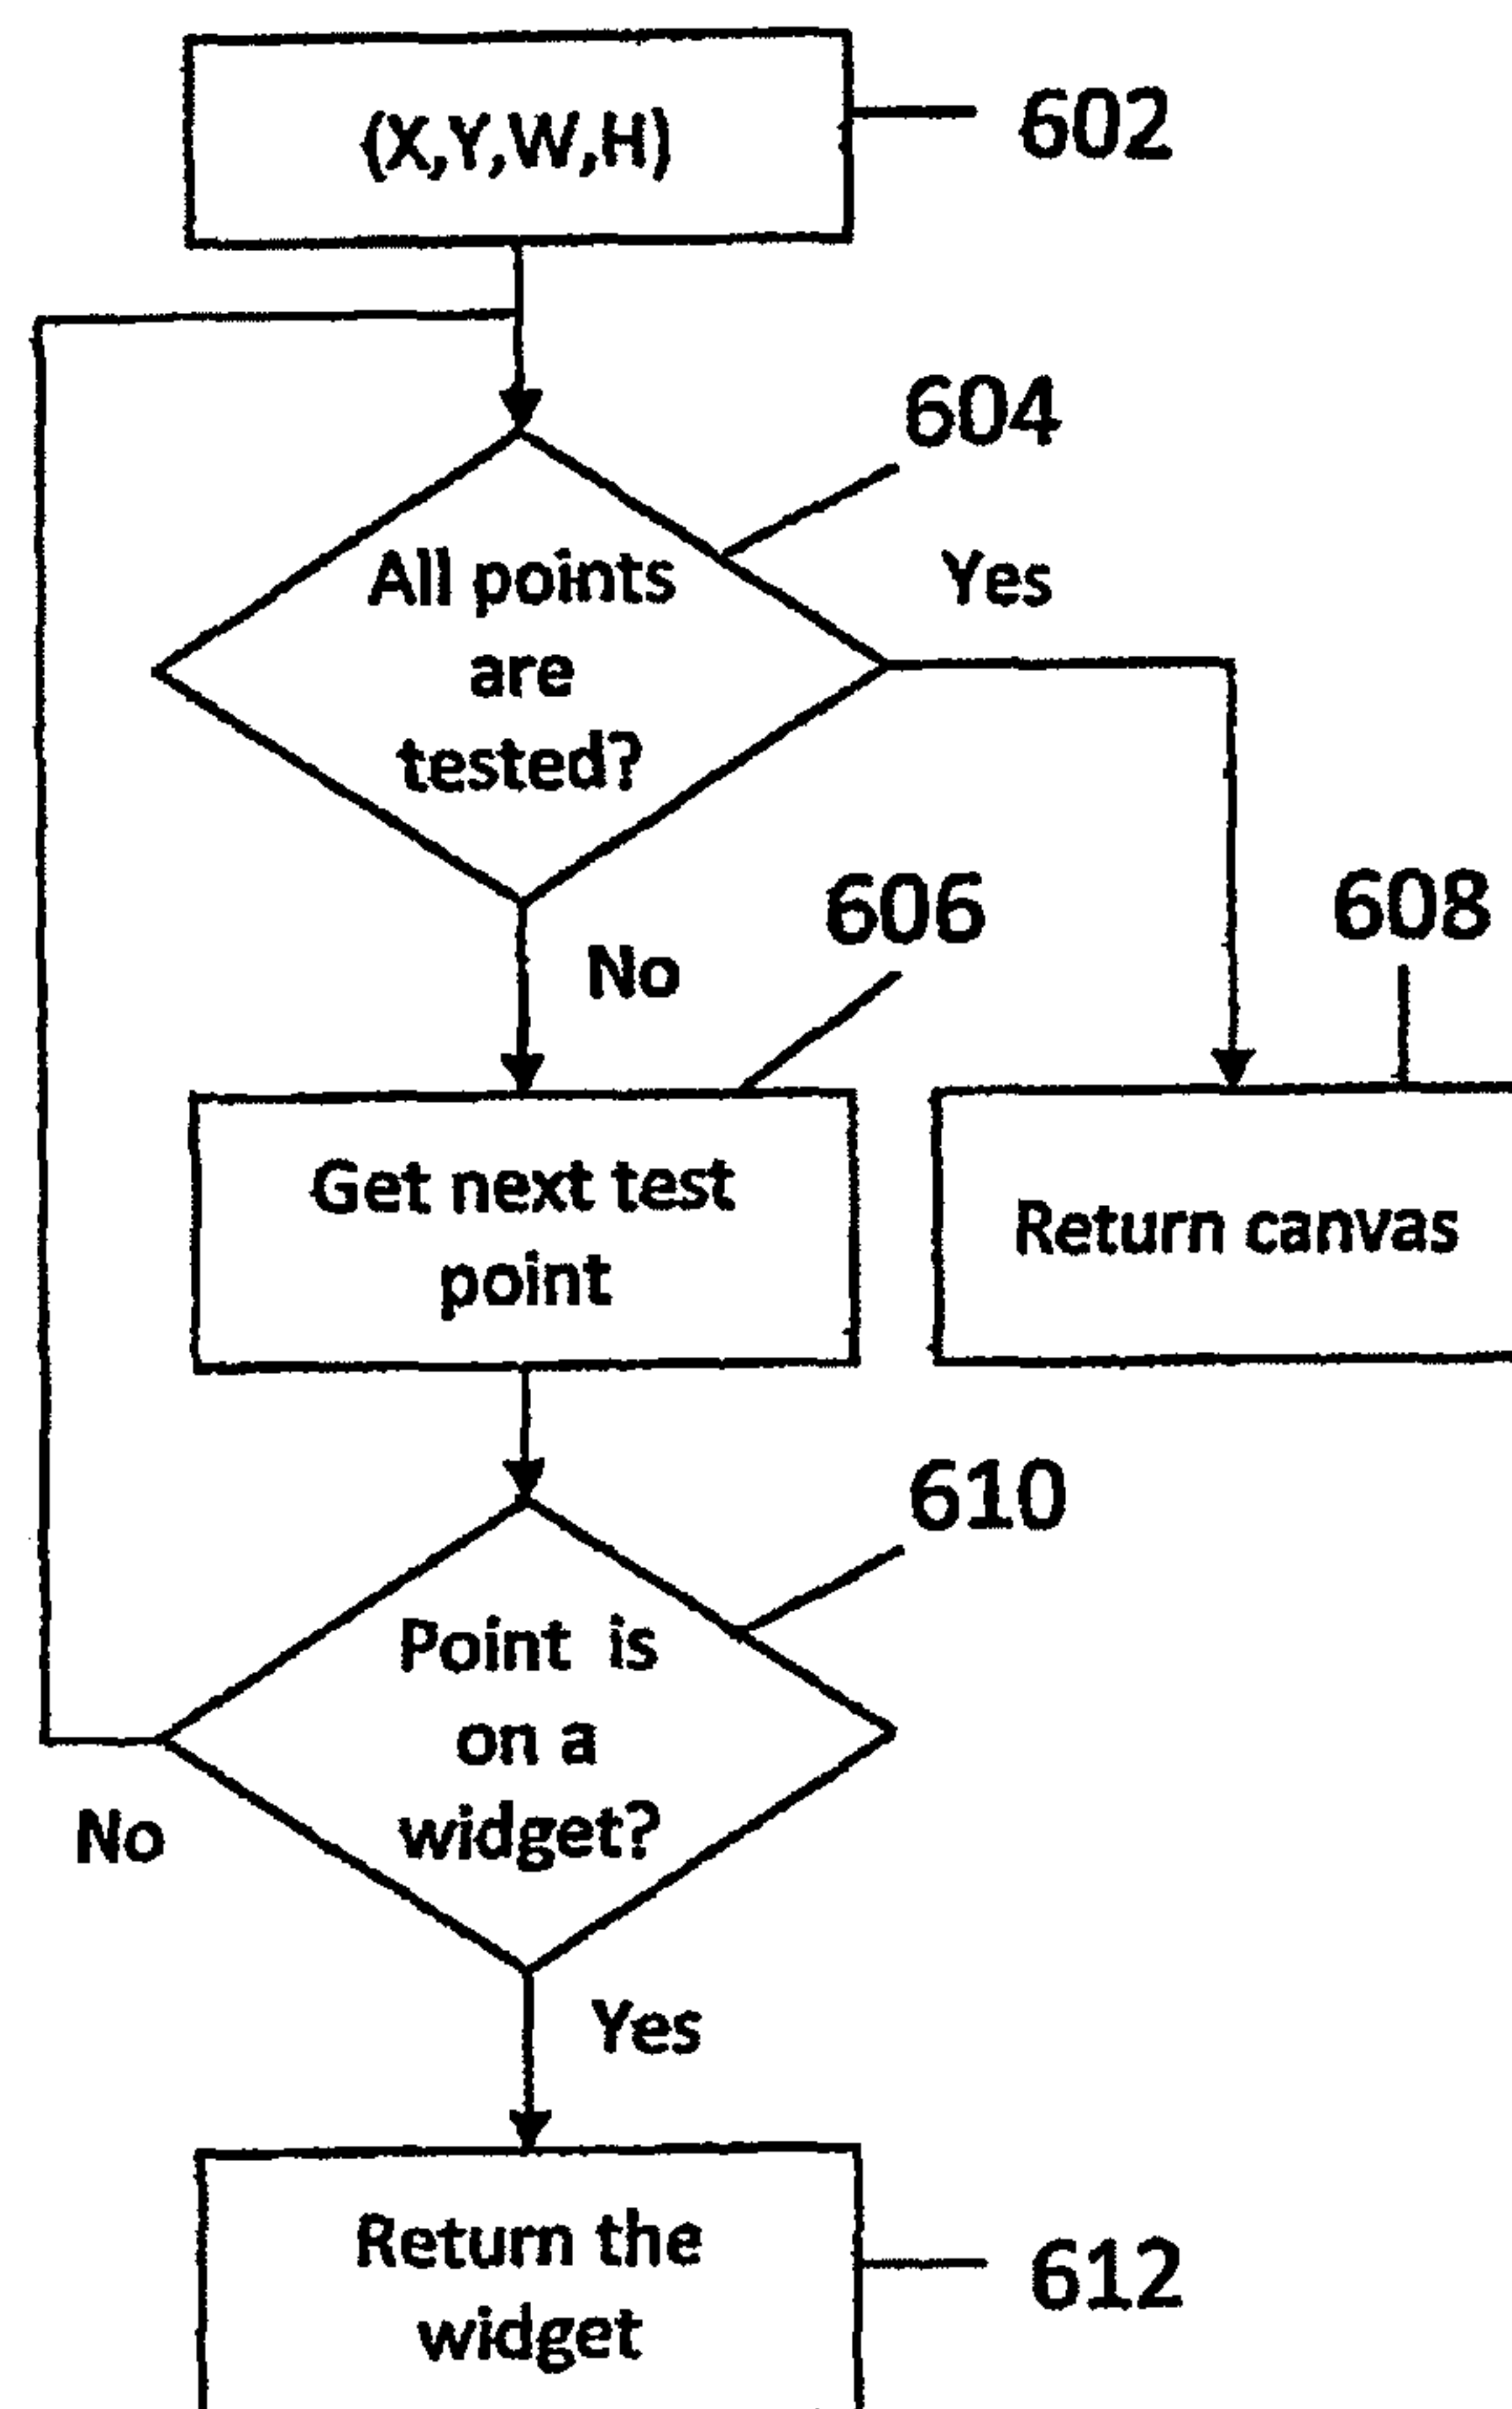 (X,Y,W,H)
602
604
All points
are
tested?
Yes
No
606
608
Get next test
point
Return canvas
610
Point is
on a
widget?
No
Yes
Return the
widget
612